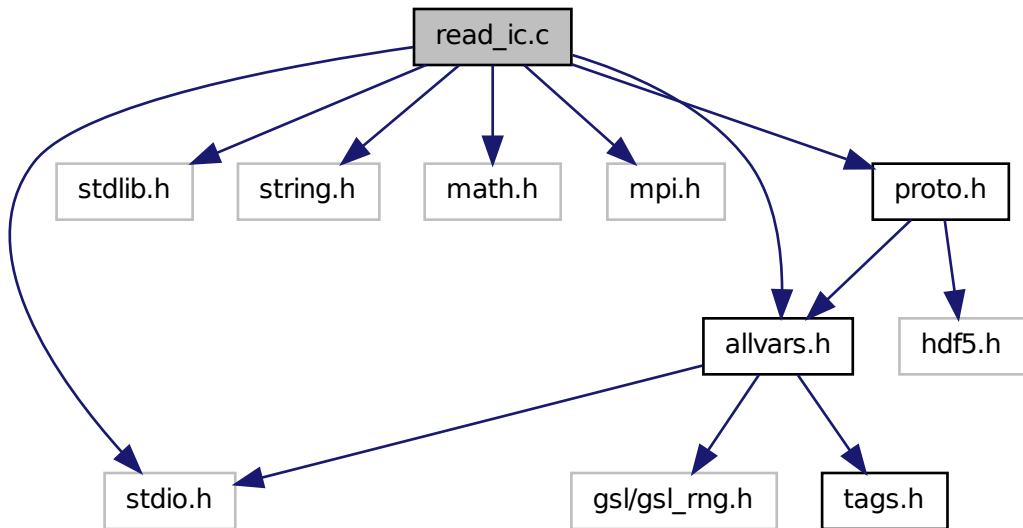 read_ic.c
stdlib.h
string.h
math.h
mpi.h
proto.h
allvars.h
hdf5.h
stdio.h
gsl/gsl_rng.h
tags.h